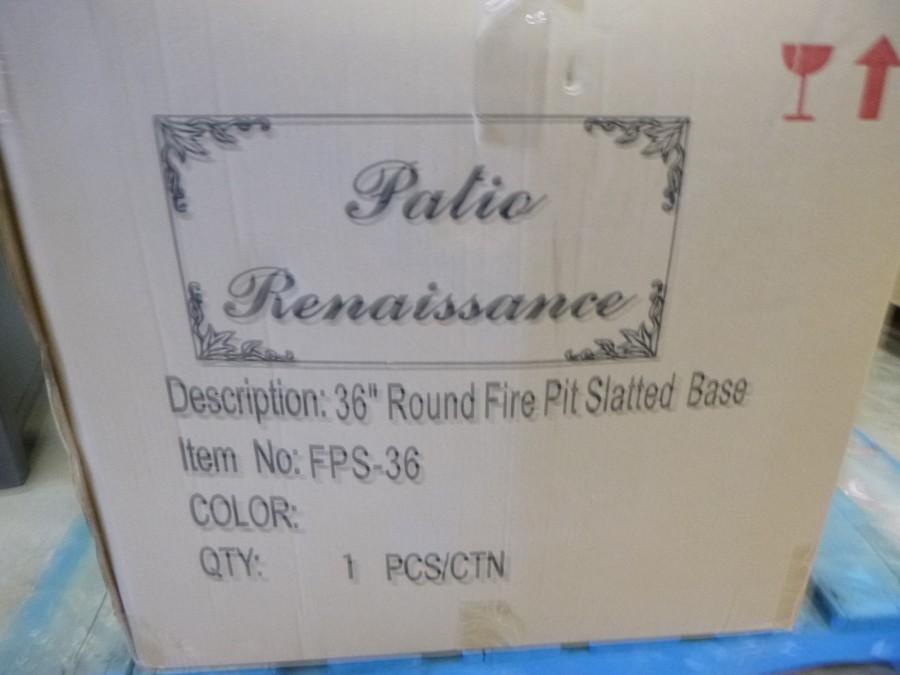 Patio
Renaissance
Description: 36" Round Fire Pit Slatted Base
Item No: FPS-36
COLOR:
QTY: 1 PCS/CTN